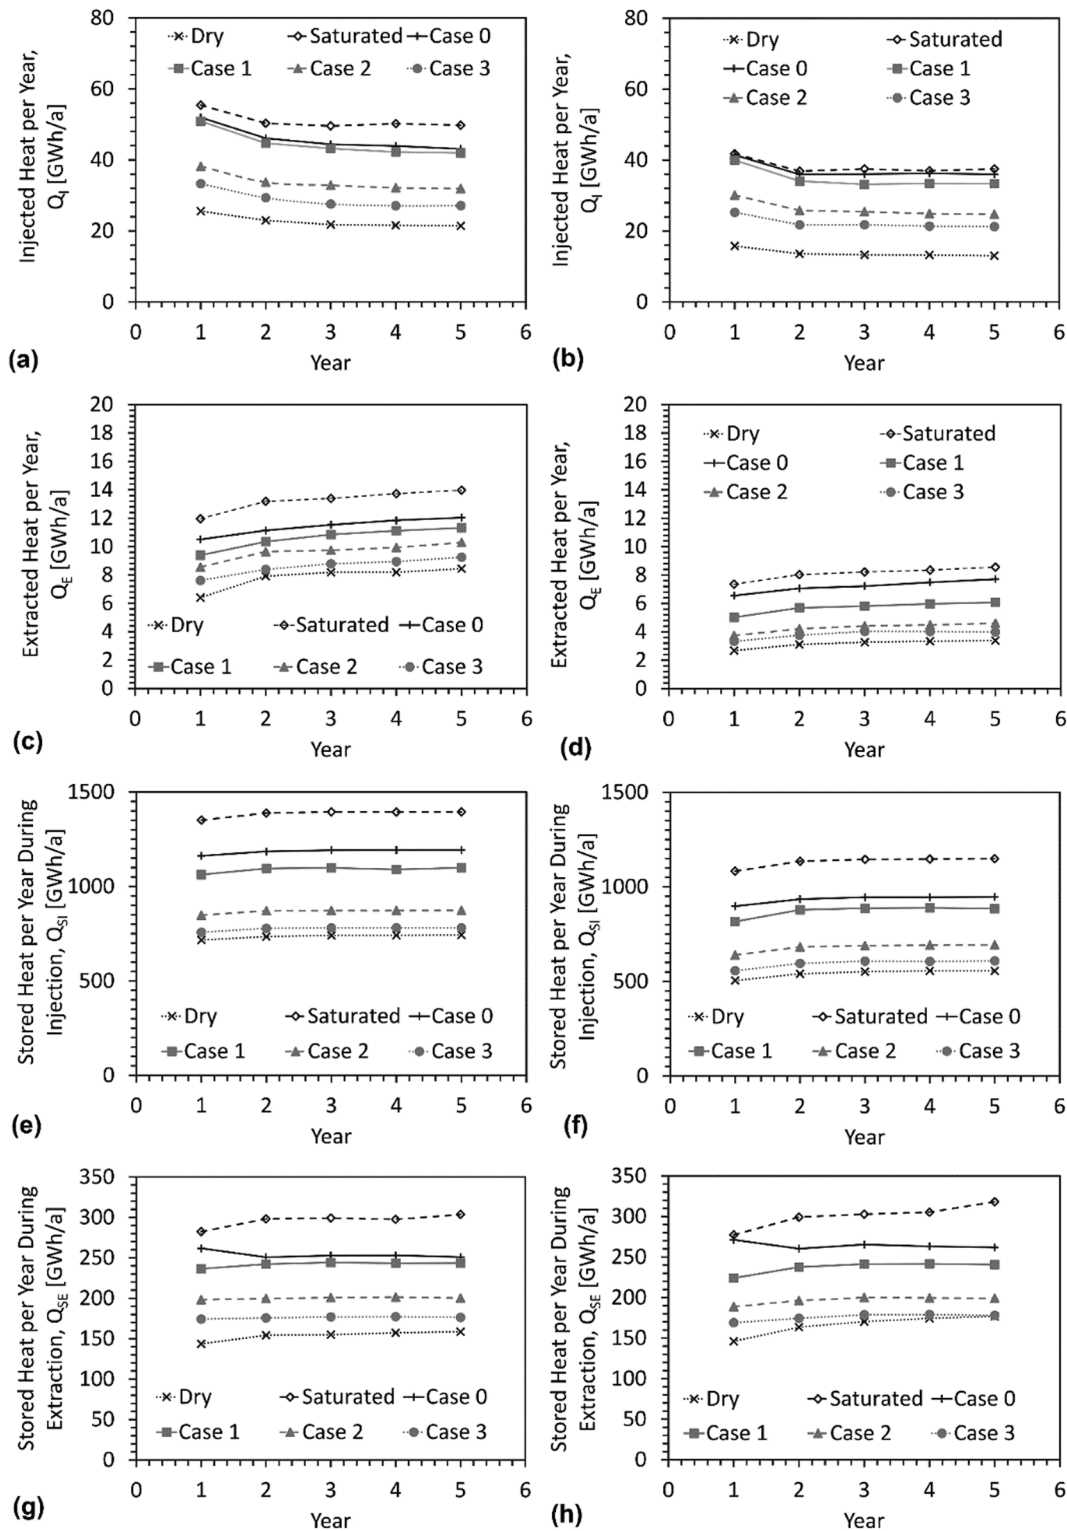 Injected Heat per Year,
Q_I [GWh/a]
80
60
40
20
0
Dry
Saturated
Case 0
Case 1
Case 2
Case 3
0 1 2 3 4 5 6
Year
(a)
Injected Heat per Year,
Q_I [GWh/a]
80
60
40
20
0
Dry
Saturated
Case 0
Case 1
Case 2
Case 3
0 1 2 3 4 5 6
Year
(b)
Extracted Heat per Year,
Q_E [GWh/a]
20
18
16
14
12
10
8
6
4
2
0
Dry
Saturated
Case 0
Case 1
Case 2
Case 3
0 1 2 3 4 5 6
Year
(c)
Extracted Heat per Year,
Q_E [GWh/a]
20
18
16
14
12
10
8
6
4
2
0
Dry
Saturated
Case 0
Case 1
Case 2
Case 3
0 1 2 3 4 5 6
Year
(d)
Stored Heat per Year During
Injection, Q_SI [GWh/a]
1500
1000
500
0
Dry
Saturated
Case 0
Case 1
Case 2
Case 3
0 1 2 3 4 5 6
Year
(e)
Stored Heat per Year During
Injection, Q_SI [GWh/a]
1500
1000
500
0
Dry
Saturated
Case 0
Case 1
Case 2
Case 3
0 1 2 3 4 5 6
Year
(f)
Stored Heat per Year During
Extraction, Q_SE [GWh/a]
350
300
250
200
150
100
50
0
Dry
Saturated
Case 0
Case 1
Case 2
Case 3
0 1 2 3 4 5 6
Year
(g)
Stored Heat per Year During
Extraction, Q_SE [GWh/a]
350
300
250
200
150
100
50
0
Dry
Saturated
Case 0
Case 1
Case 2
Case 3
0 1 2 3 4 5 6
Year
(h)